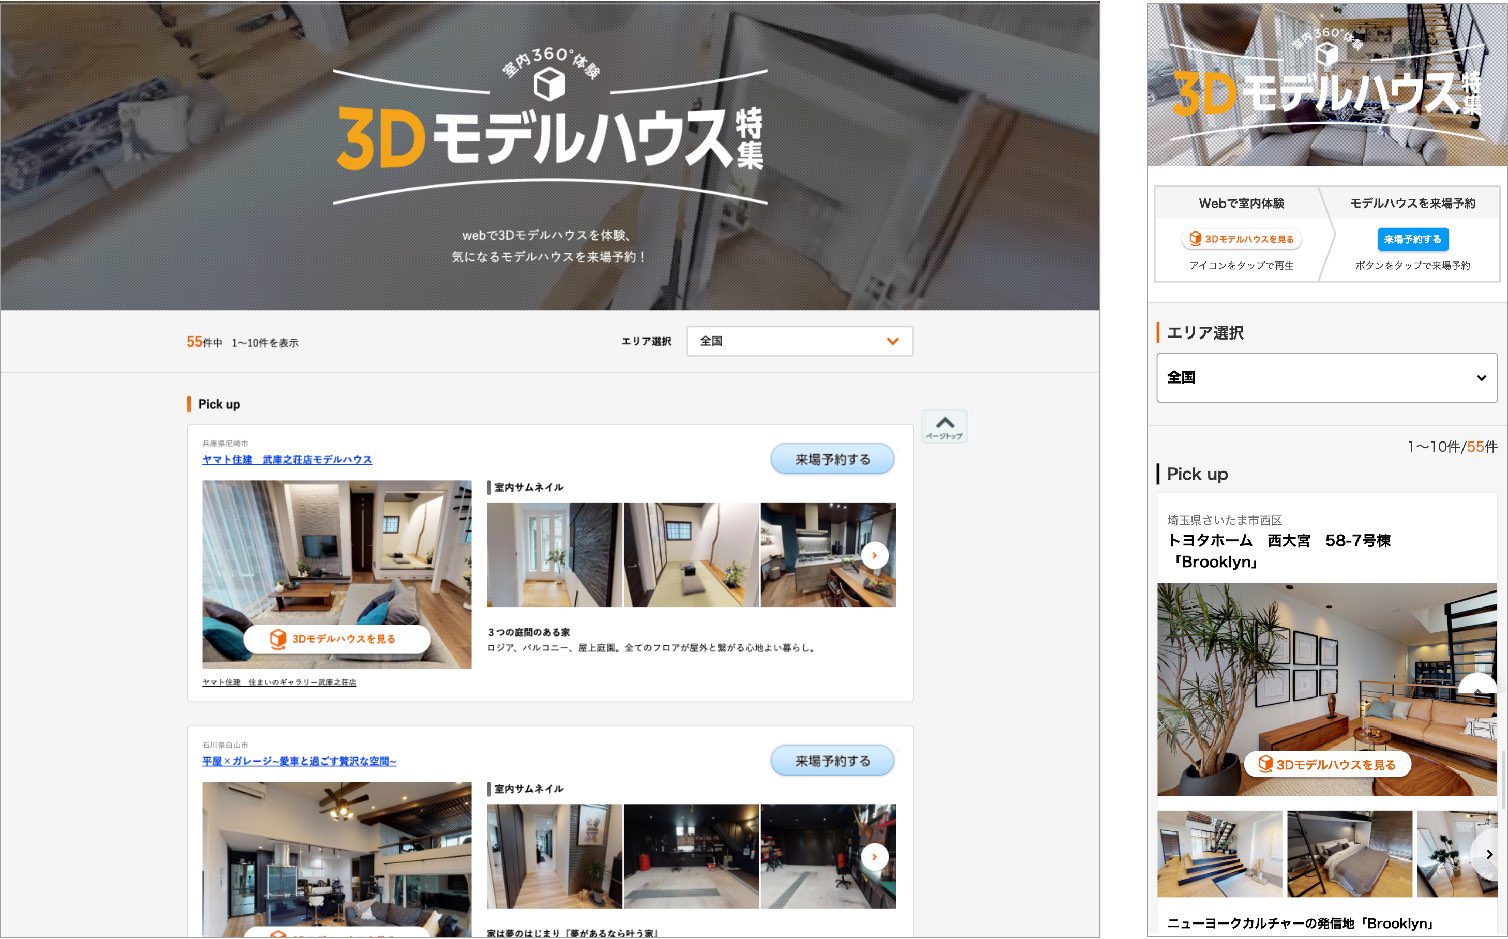 室内360°体験
3Dモデルハウス特集
webで3Dモデルハウスを体験、
気になるモデルハウスを来場予約！
55件中 1〜10件を表示
エリア選択
全国
Pick up
兵庫県尼崎市
ヤマト住建　武庫之荘店モデルハウス
来場予約する
室内サムネイル
3Dモデルハウスを見る
３つの庭間のある家
ロジア、バルコニー、屋上庭園。全てのフロアが屋外と繋がる心地よい暮らし。
ヤマト住建　住まいのギャラリー武庫之荘店
ページトップ
石川県白山市
平屋×ガレージ~愛車と過ごす贅沢な空間~
来場予約する
室内サムネイル
家は夢のはじまり『夢があるなら叶う家』
室内360°体験
3Dモデルハウス特集
Webで室内体験
3Dモデルハウスを見る
アイコンをタップで再生
モデルハウスを来場予約
来場予約する
ボタンをタップで来場予約
エリア選択
全国
1〜10件/55件
Pick up
埼玉県さいたま市西区
トヨタホーム　西大宮　58-7号棟
「Brooklyn」
3Dモデルハウスを見る
ニューヨークカルチャーの発信地「Brooklyn」